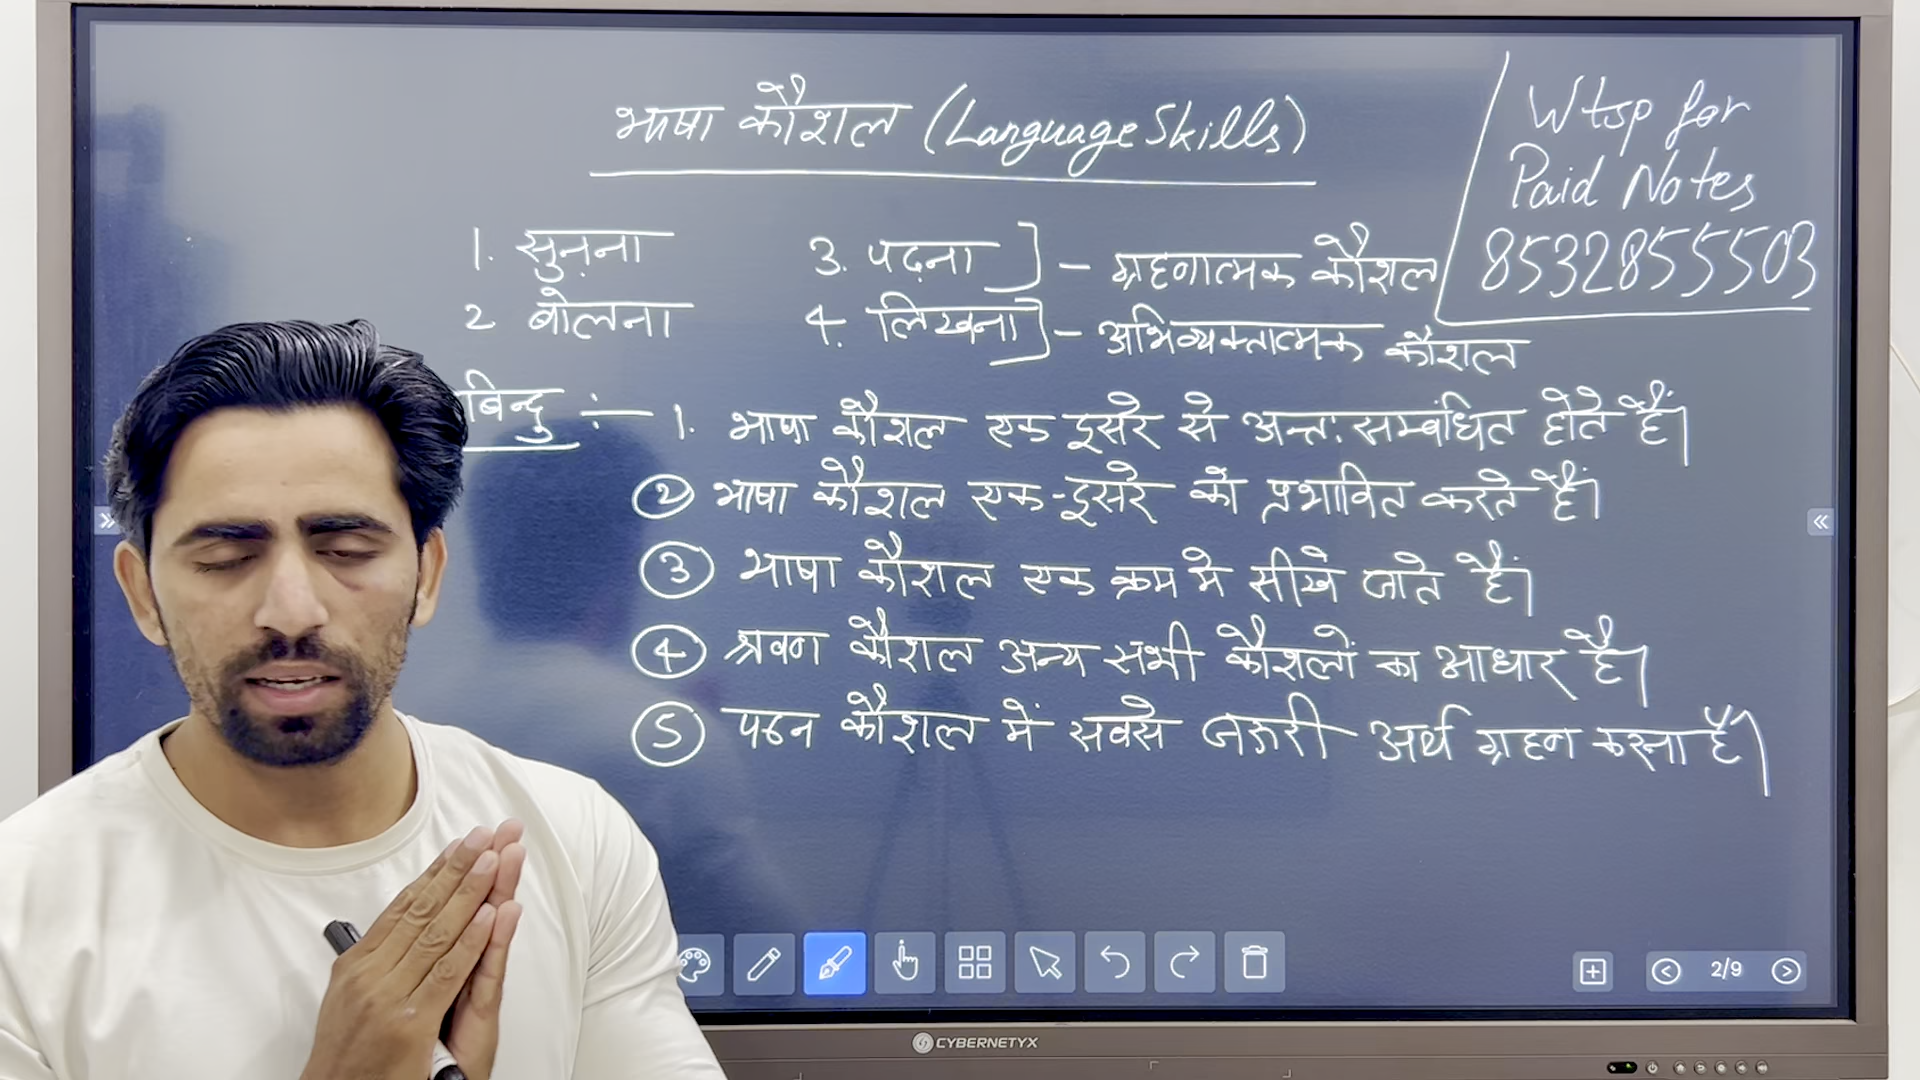 भाषा कौशल (Language Skills)
Wtsp for
Paid Notes
8532855503
1. सुनना 3. पढ़ना ] - ग्रहणात्मक कौशल
2 बोलना 4. लिखना ] - अभिव्यक्तात्मक कौशल
बिन्दु :- 1. भाषा कौशल एक दूसरे से अन्त: सम्बंधित होते हैं।
② भाषा कौशल एक-दूसरे को प्रभावित करते हैं।
③ भाषा कौशल एक क्रम मे सीखे जाते हैं।
④ श्रवण कौशल अन्य सभी कौशलों का आधार है।
⑤ पठन कौशल में सबसे जरुरी अर्थ ग्रहण करना है।
2/9
CYBERNETYX